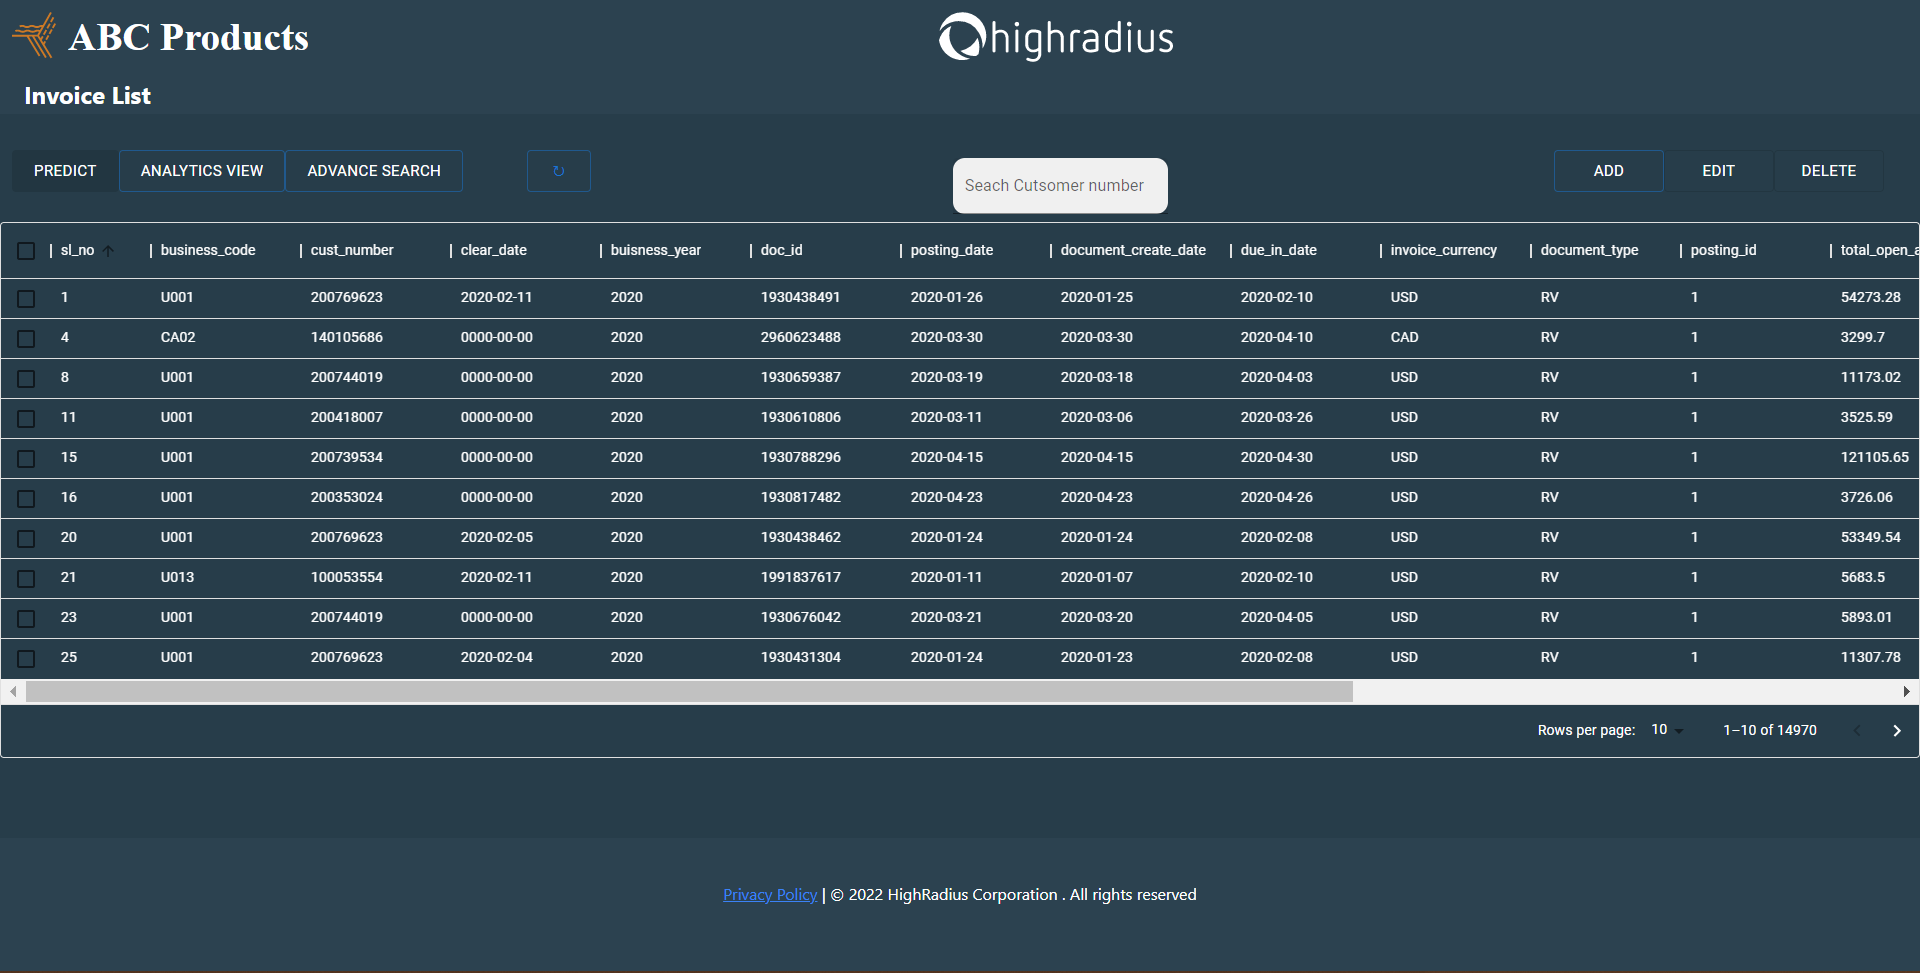 ABC Products
highradius
Invoice List
PREDICT ANALYTICS VIEW ADVANCE SEARCH ↻ Seach Cutsomer number ADD EDIT DELETE
sl_no ↑ business_code cust_number clear_date buisness_year doc_id posting_date document_create_date due_in_date invoice_currency document_type posting_id total_open_a
1 U001 200769623 2020-02-11 2020 1930438491 2020-01-26 2020-01-25 2020-02-10 USD RV 1 54273.28
4 CA02 140105686 0000-00-00 2020 2960623488 2020-03-30 2020-03-30 2020-04-10 CAD RV 1 3299.7
8 U001 200744019 0000-00-00 2020 1930659387 2020-03-19 2020-03-18 2020-04-03 USD RV 1 11173.02
11 U001 200418007 0000-00-00 2020 1930610806 2020-03-11 2020-03-06 2020-03-26 USD RV 1 3525.59
15 U001 200739534 0000-00-00 2020 1930788296 2020-04-15 2020-04-15 2020-04-30 USD RV 1 121105.65
16 U001 200353024 0000-00-00 2020 1930817482 2020-04-23 2020-04-23 2020-04-26 USD RV 1 3726.06
20 U001 200769623 2020-02-05 2020 1930438462 2020-01-24 2020-01-24 2020-02-08 USD RV 1 53349.54
21 U013 100053554 2020-02-11 2020 1991837617 2020-01-11 2020-01-07 2020-02-10 USD RV 1 5683.5
23 U001 200744019 0000-00-00 2020 1930676042 2020-03-21 2020-03-20 2020-04-05 USD RV 1 5893.01
25 U001 200769623 2020-02-04 2020 1930431304 2020-01-24 2020-01-23 2020-02-08 USD RV 1 11307.78
Rows per page: 10 1–10 of 14970
Privacy Policy | © 2022 HighRadius Corporation . All rights reserved